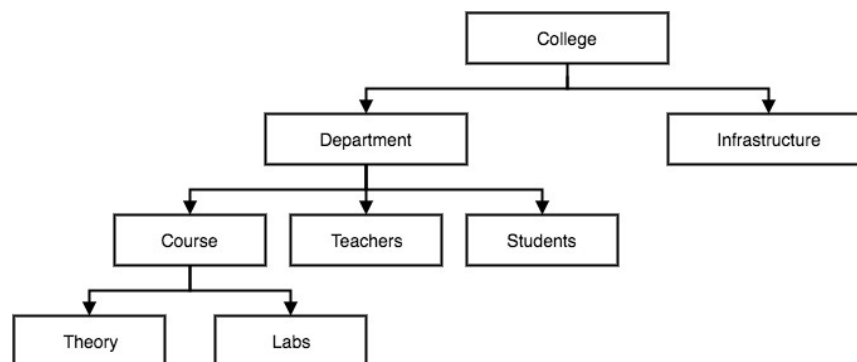 College
Department
Infrastructure
Course
Teachers
Students
Theory
Labs